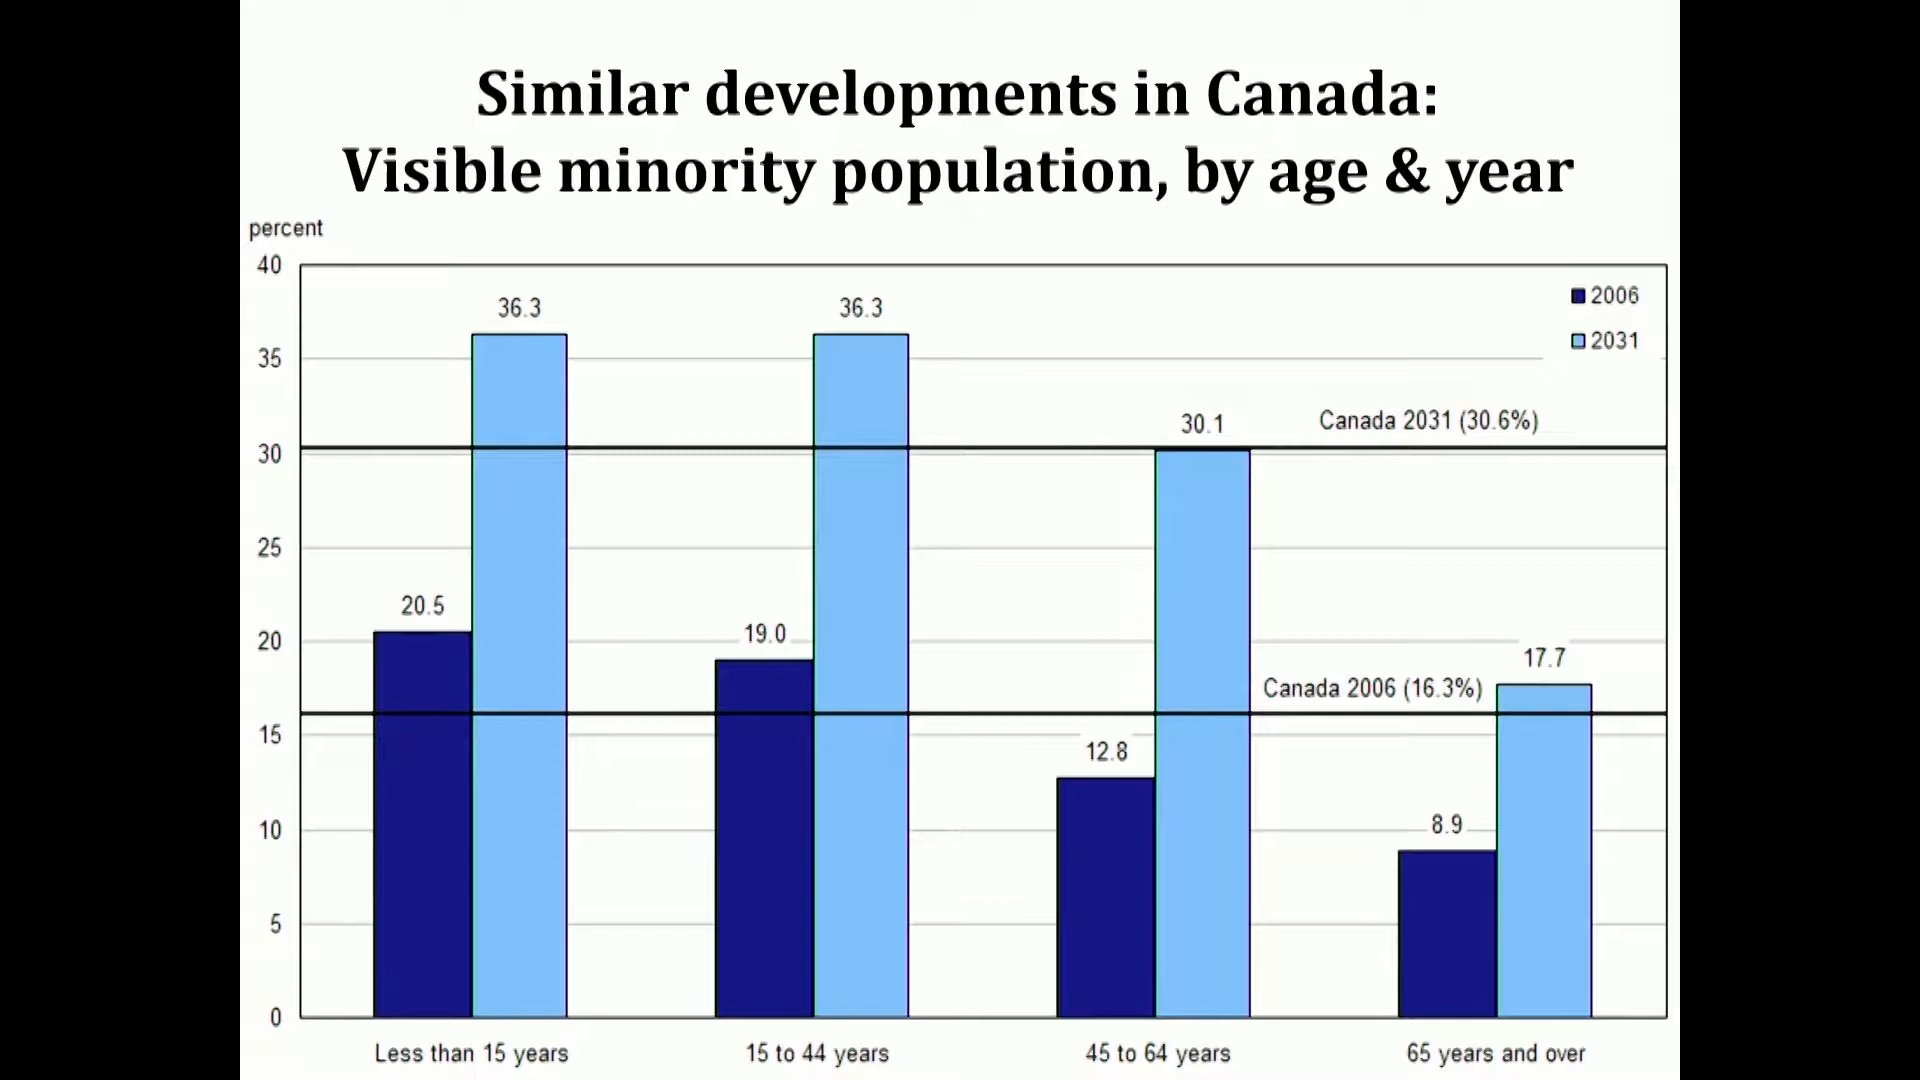 Similar developments in Canada:
Visible minority population, by age & year
percent
40
35
30
25
20
15
10
5
0
2006
2031
36.3
36.3
Canada 2031 (30.6%)
30.1
20.5
19.0
17.7
Canada 2006 (16.3%)
12.8
8.9
Less than 15 years
15 to 44 years
45 to 64 years
65 years and over